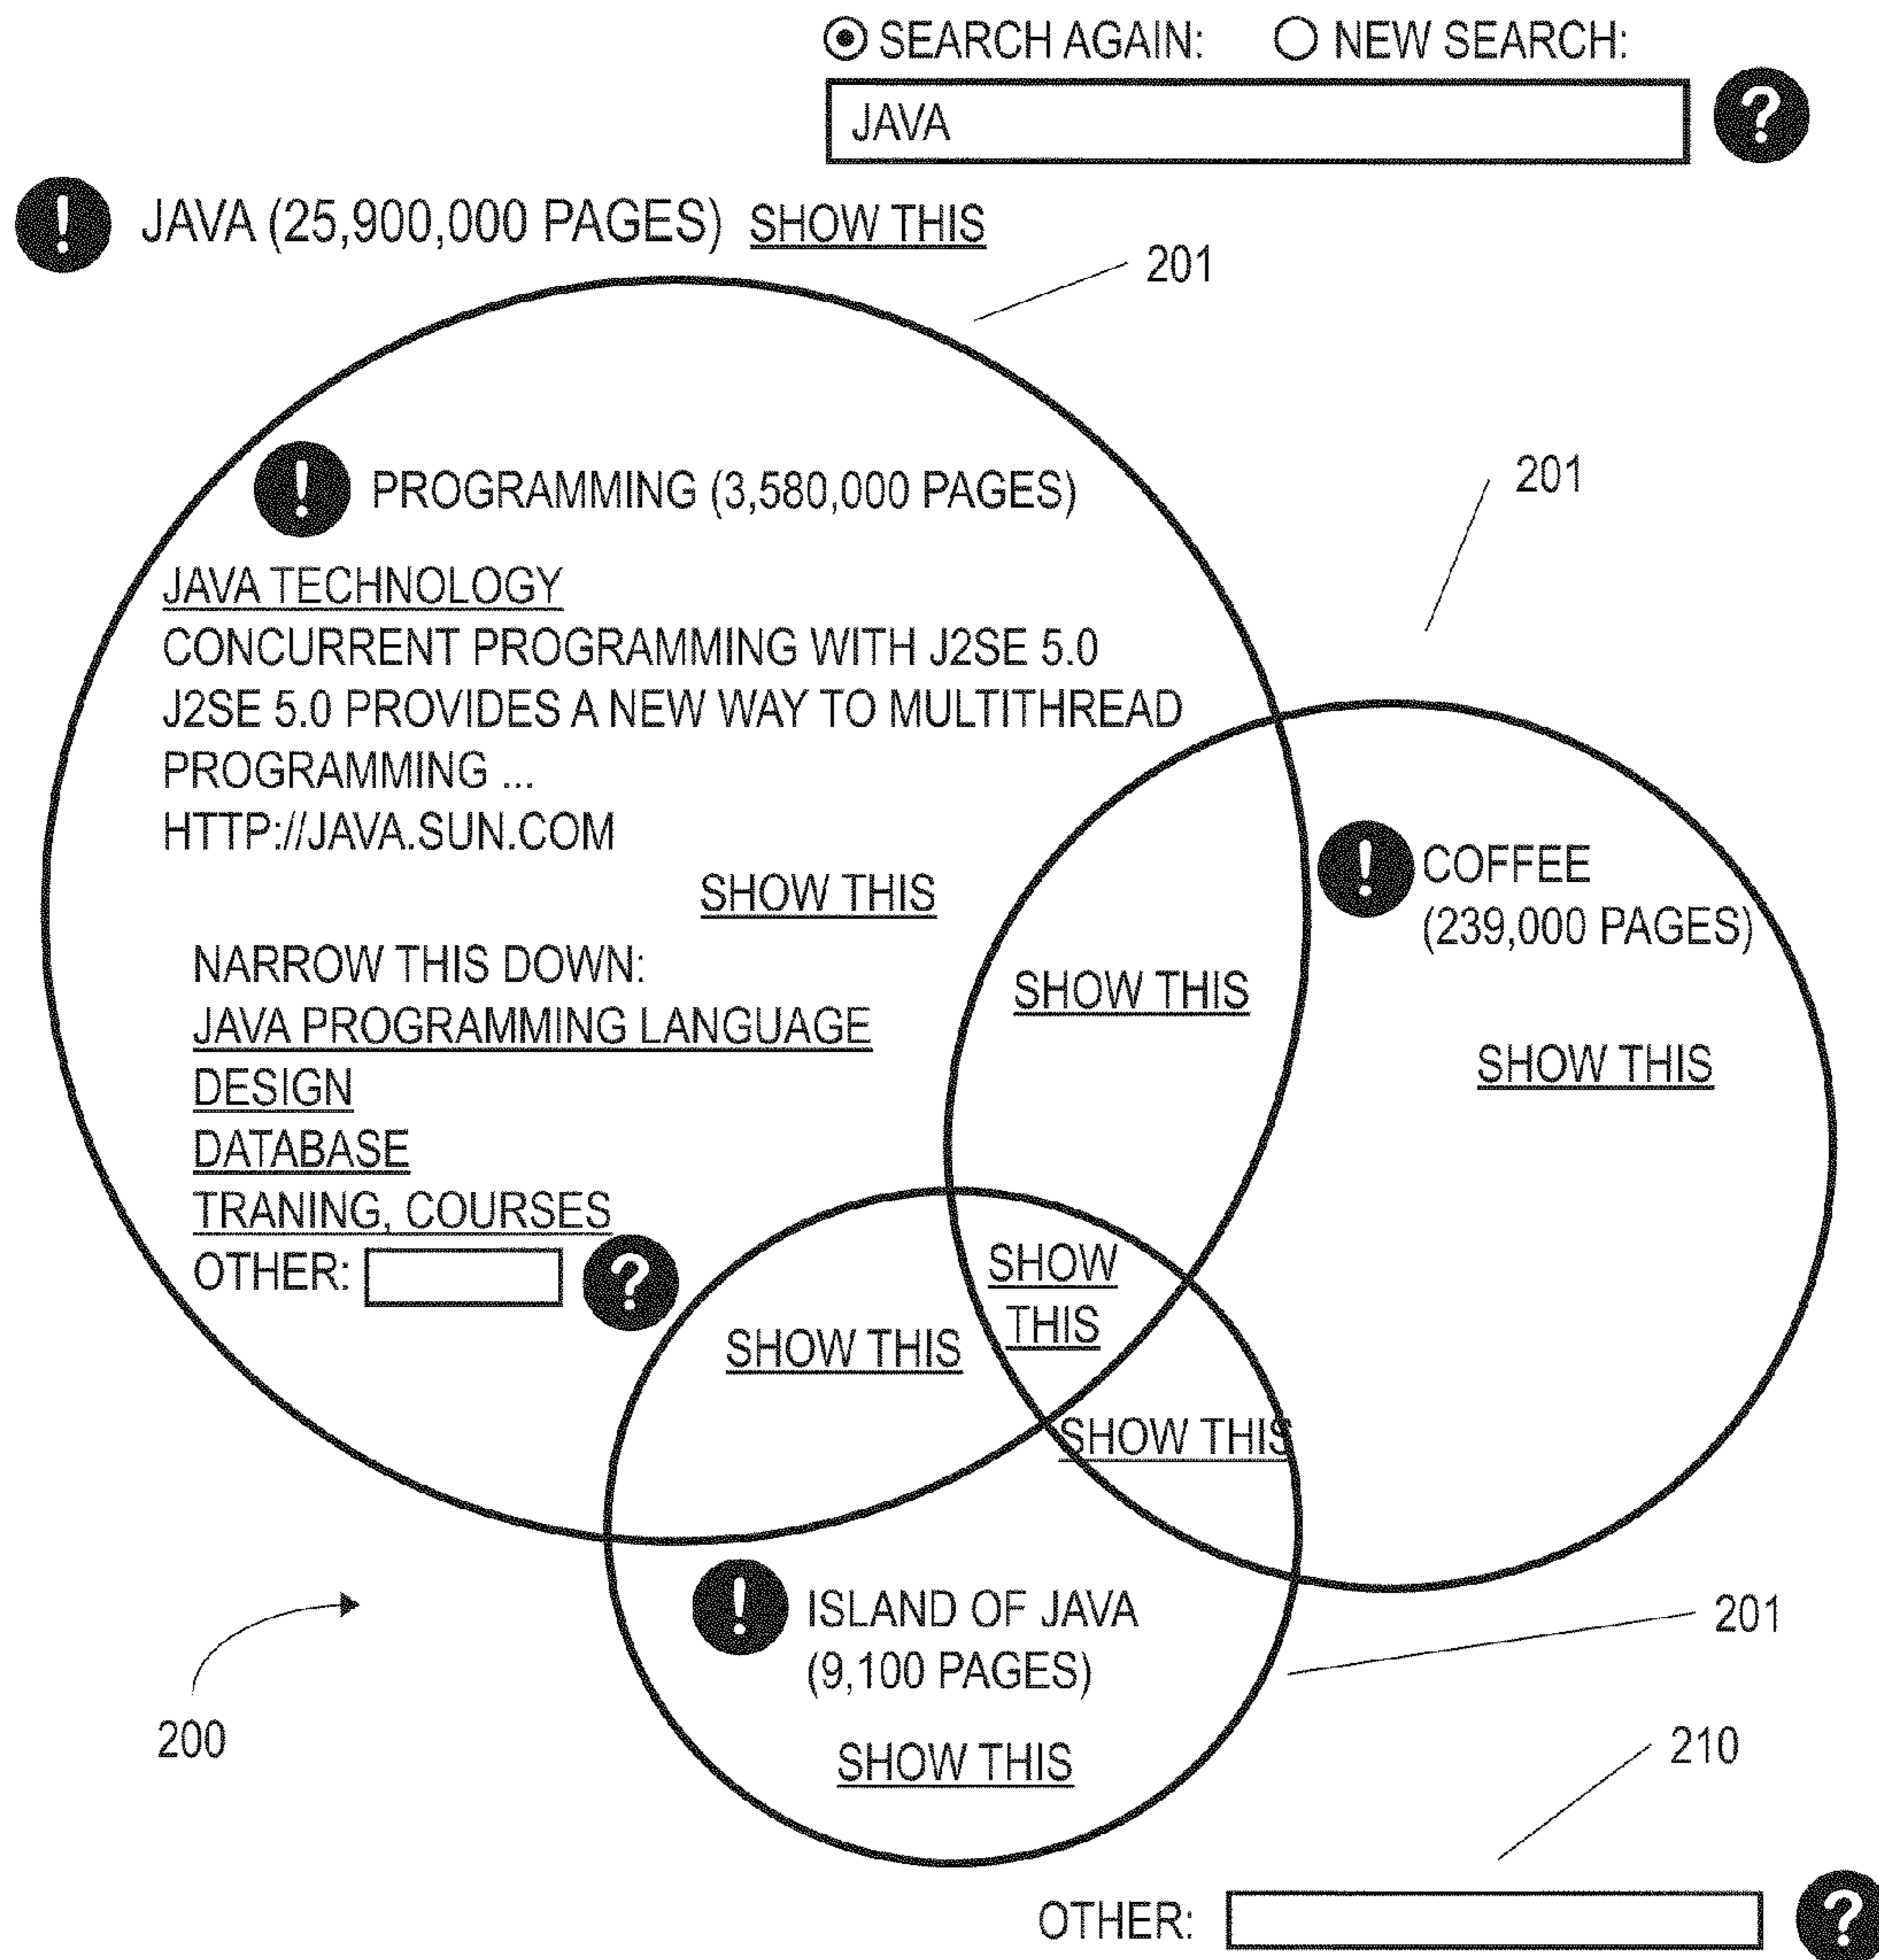 SEARCH AGAIN: NEW SEARCH:
JAVA
?
! JAVA (25,900,000 PAGES) SHOW THIS
201
! PROGRAMMING (3,580,000 PAGES)
201
JAVA TECHNOLOGY
CONCURRENT PROGRAMMING WITH J2SE 5.0
J2SE 5.0 PROVIDES A NEW WAY TO MULTITHREAD
PROGRAMMING ...
HTTP://JAVA.SUN.COM
SHOW THIS
! COFFEE
(239,000 PAGES)
SHOW THIS
SHOW THIS
NARROW THIS DOWN:
JAVA PROGRAMMING LANGUAGE
DESIGN
DATABASE
TRANING, COURSES
OTHER: ?
SHOW THIS
SHOW
THIS
SHOW THIS
! ISLAND OF JAVA
(9,100 PAGES)
SHOW THIS
201
200
210
OTHER: ?